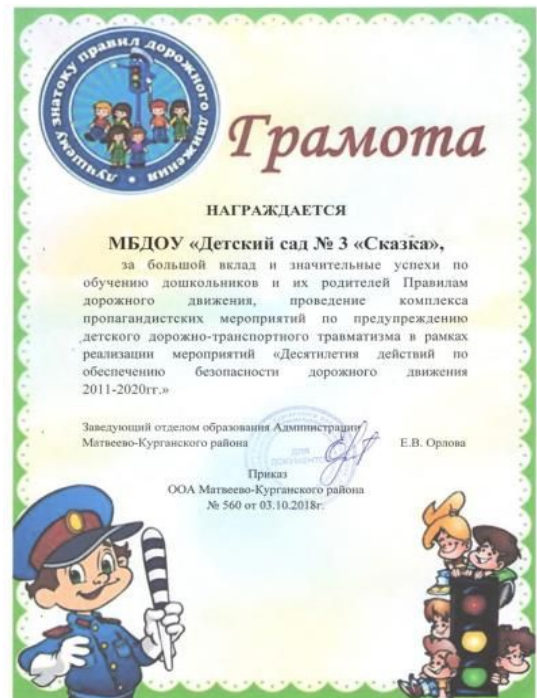 лучшему знатоку правил дорожного движения
Грамота
НАГРАЖДАЕТСЯ
МБДОУ «Детский сад № 3 «Сказка»,
за большой вклад и значительные успехи по
обучению дошкольников и их родителей Правилам
дорожного движения, проведение комплекса
пропагандистских мероприятий по предупреждению
детского дорожно-транспортного травматизма в рамках
реализации мероприятий «Десятилетия действий по
обеспечению безопасности дорожного движения
2011-2020гг.»
Заведующий отделом образования Администрации
Матвеево-Курганского района Е.В. Орлова
ДЛЯ
ДОКУМЕНТОВ
Приказ
ООА Матвеево-Курганского района
№ 560 от 03.10.2018г.